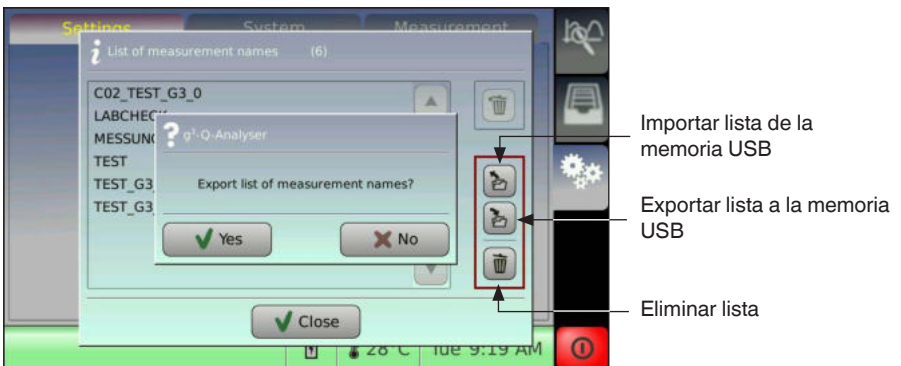 Settings System Measurement
List of measurement names (6)
C02_TEST_G3_0
LABCHECK
MESSUN
TEST
TEST_G3
TEST_G3
g³-Q-Analyser
Export list of measurement names?
Yes No
Close
28°C Tue 9:19 AM
Importar lista de la
memoria USB
Exportar lista a la memoria
USB
Eliminar lista